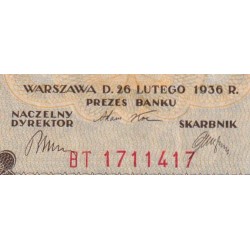 WARSZAWA D. 26 LUTEGO 1936 R.
PREZES BANKU
NACZELNY
DYREKTOR
SKARBNIK
BT 1711417